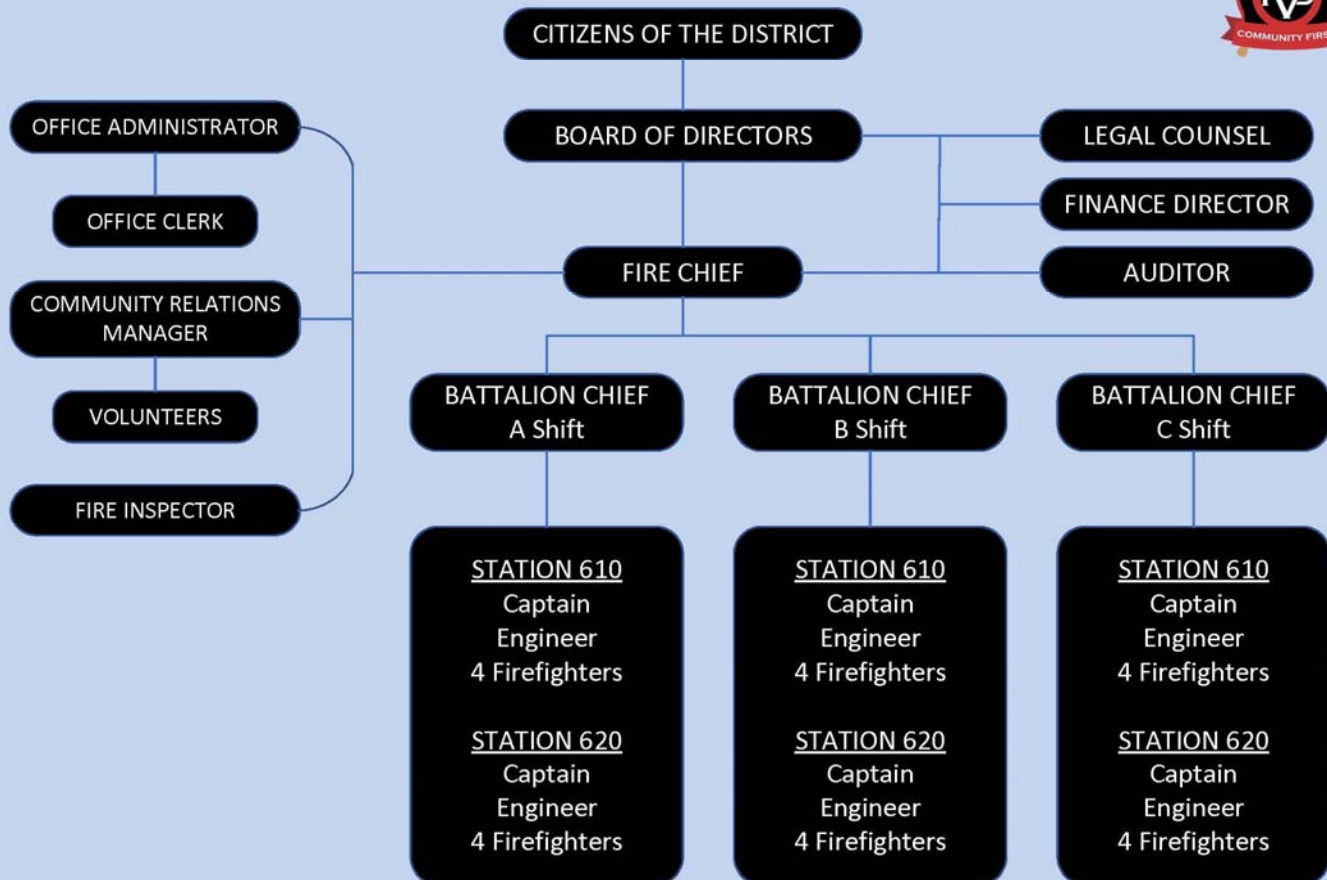 CITIZENS OF THE DISTRICT
COMMUNITY
OFFICE ADMINISTRATOR
BOARD OF DIRECTORS
LEGAL COUNSEL
OFFICE CLERK
FINANCE DIRECTOR
FIRE CHIEF
AUDITOR
COMMUNITY RELATIONS
MANAGER
VOLUNTEERS
FIRE INSPECTOR
BATTALION CHIEF
A Shift
BATTALION CHIEF
B Shift
BATTALION CHIEF
C Shift
STATION 610
Captain
Engineer
4 Firefighters
STATION 620
Captain
Engineer
4 Firefighters
STATION 610
Captain
Engineer
4 Firefighters
STATION 620
Captain
Engineer
4 Firefighters
STATION 610
Captain
Engineer
4 Firefighters
STATION 620
Captain
Engineer
4 Firefighters